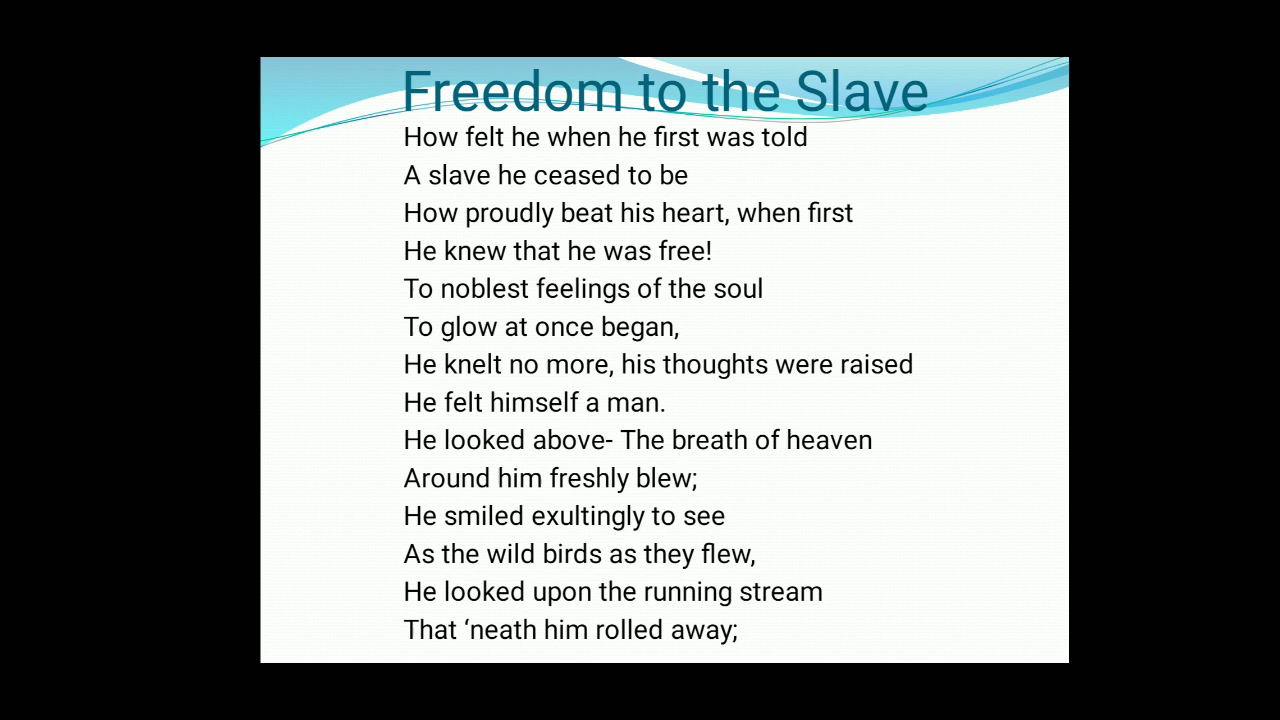 Freedom to the Slave
How felt he when he first was told
A slave he ceased to be
How proudly beat his heart, when first
He knew that he was free!
To noblest feelings of the soul
To glow at once began,
He knelt no more, his thoughts were raised
He felt himself a man.
He looked above- The breath of heaven
Around him freshly blew;
He smiled exultingly to see
As the wild birds as they flew,
He looked upon the running stream
That ‘neath him rolled away;